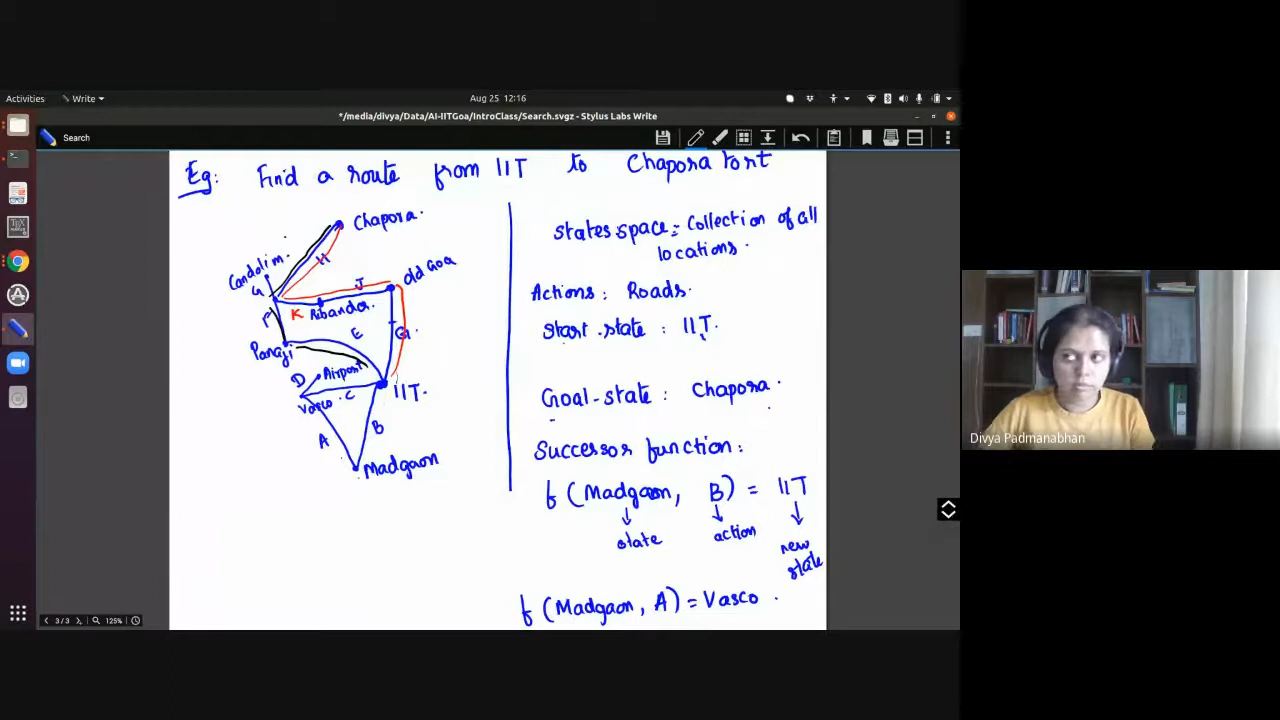 Activities
Write
Aug 25 12:16
*/media/divya/Data/AI-IITGoa/IntroClass/Search.svgz - Stylus Labs Write
Search
Eg: Find a route from IIT to Chapora Fort
Chapora.
Candolim.
H
Old Goa
J
G
K
Ribandar.
F
E
G
Panaji
Airport
D
Vasco
C
IIT.
A
B
Madgaon
States space = Collection of all
locations.
Actions: Roads.
Start-state: IIT.
Goal-state: Chapora.
Successor function:
f (Madgaon, B) = IIT
state
action
new
state
f (Madgaon, A) = Vasco.
3/3
125%
Divya Padmanabhan